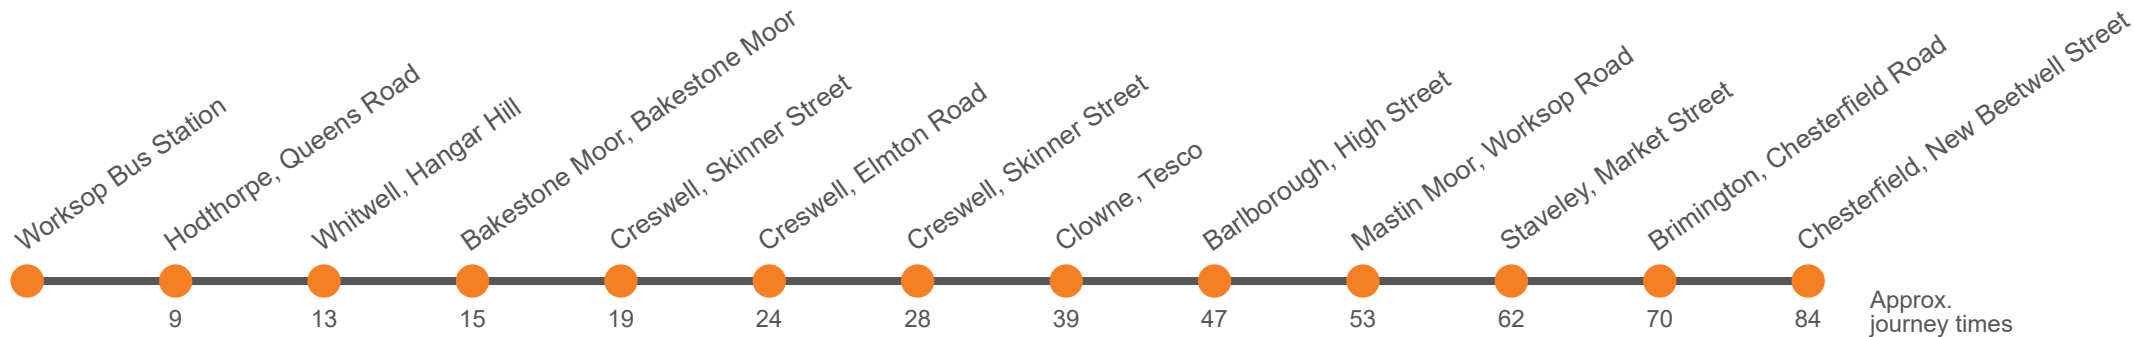 Worksop Bus Station
Hodthorpe, Queens Road
Whitwell, Hangar Hill
Bakestone Moor, Bakestone Moor
Creswell, Skinner Street
Creswell, Elmton Road
Creswell, Skinner Street
Clowne, Tesco
Barlborough, High Street
Mastin Moor, Worksop Road
Staveley, Market Street
Brimington, Chesterfield Road
Chesterfield, New Beetwell Street
9 13 15 19 24 28 39 47 53 62 70 84
Approx.
journey times